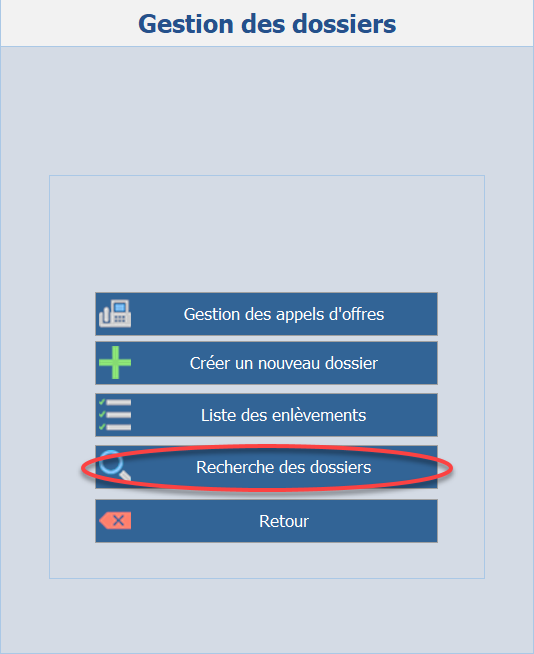 Gestion des dossiers
Gestion des appels d'offres
Créer un nouveau dossier
Liste des enlèvements
Recherche des dossiers
Retour